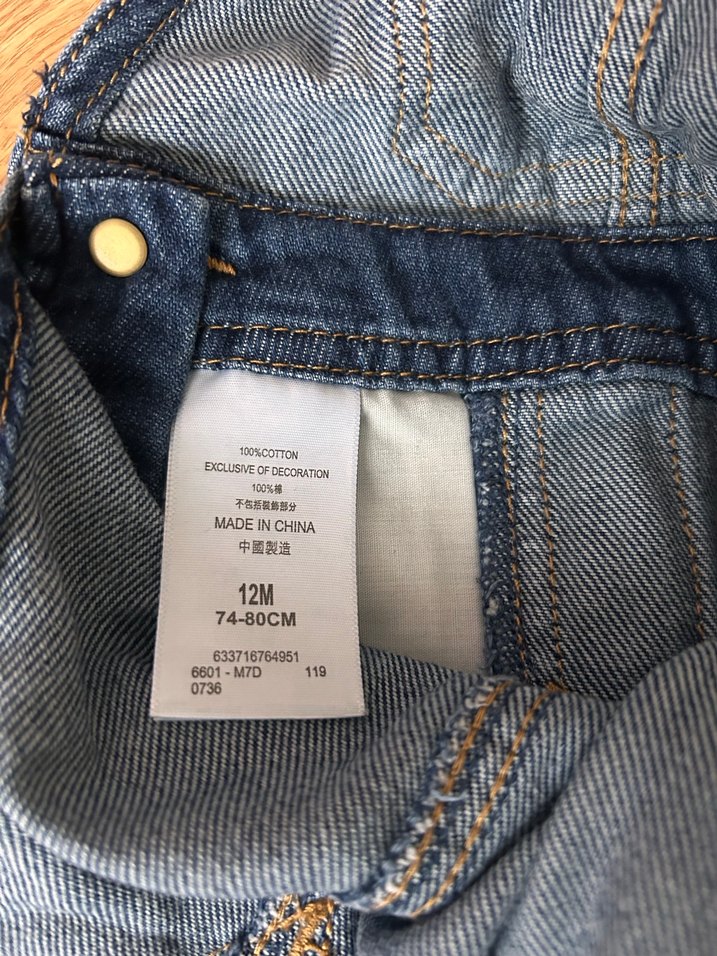 100%COTTON
EXCLUSIVE OF DECORATION
100%棉
不包括裝飾部分
MADE IN CHINA
中國製造
12M
74-80CM
633716764951
6601 - M7D 119
0736